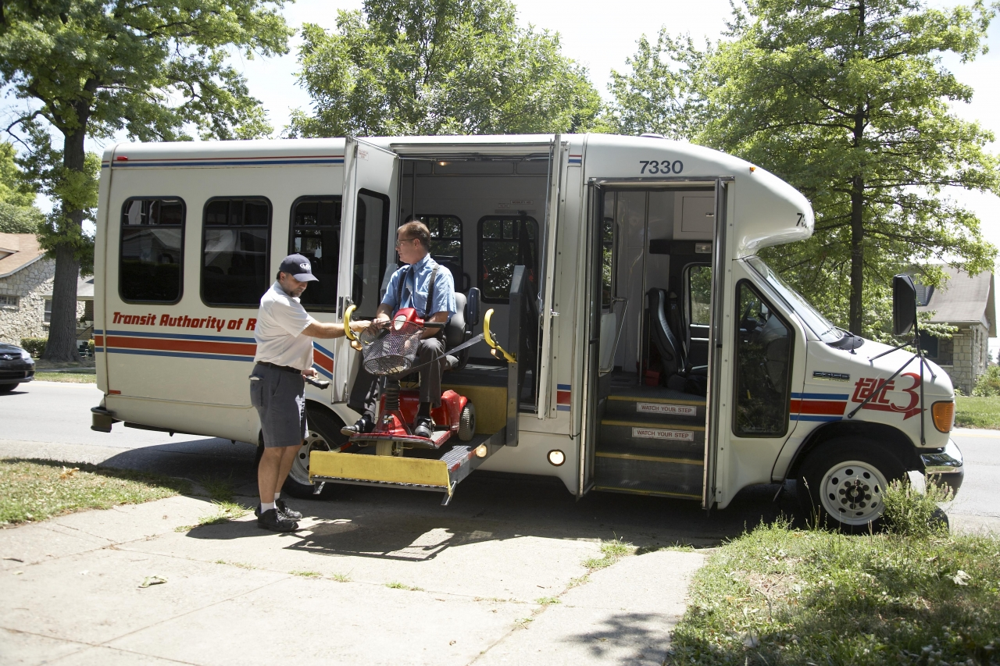 7330
Transit Authority of R
WATCH YOUR STEP
WATCH YOUR STEP
tarc3